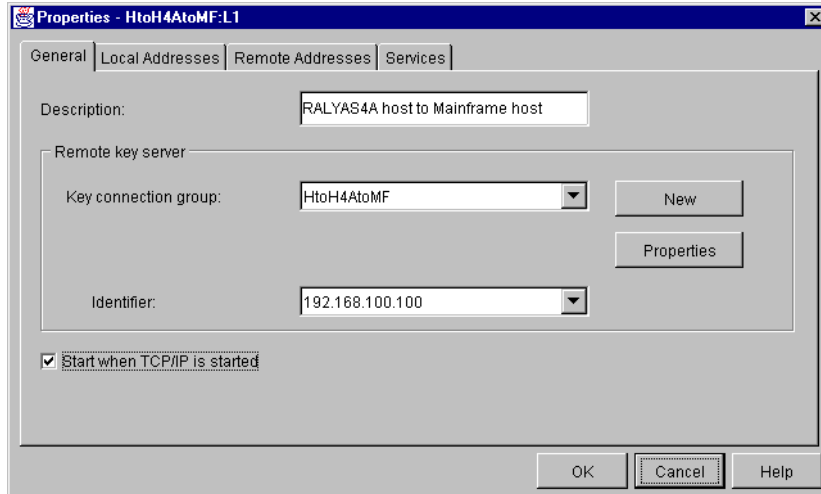 Properties - HtoH4AtoMF:L1
General Local Addresses Remote Addresses Services
Description: RALYAS4A host to Mainframe host
Remote key server
Key connection group: HtoH4AtoMF New
Properties
Identifier: 192.168.100.100
Start when TCP/IP is started
OK Cancel Help